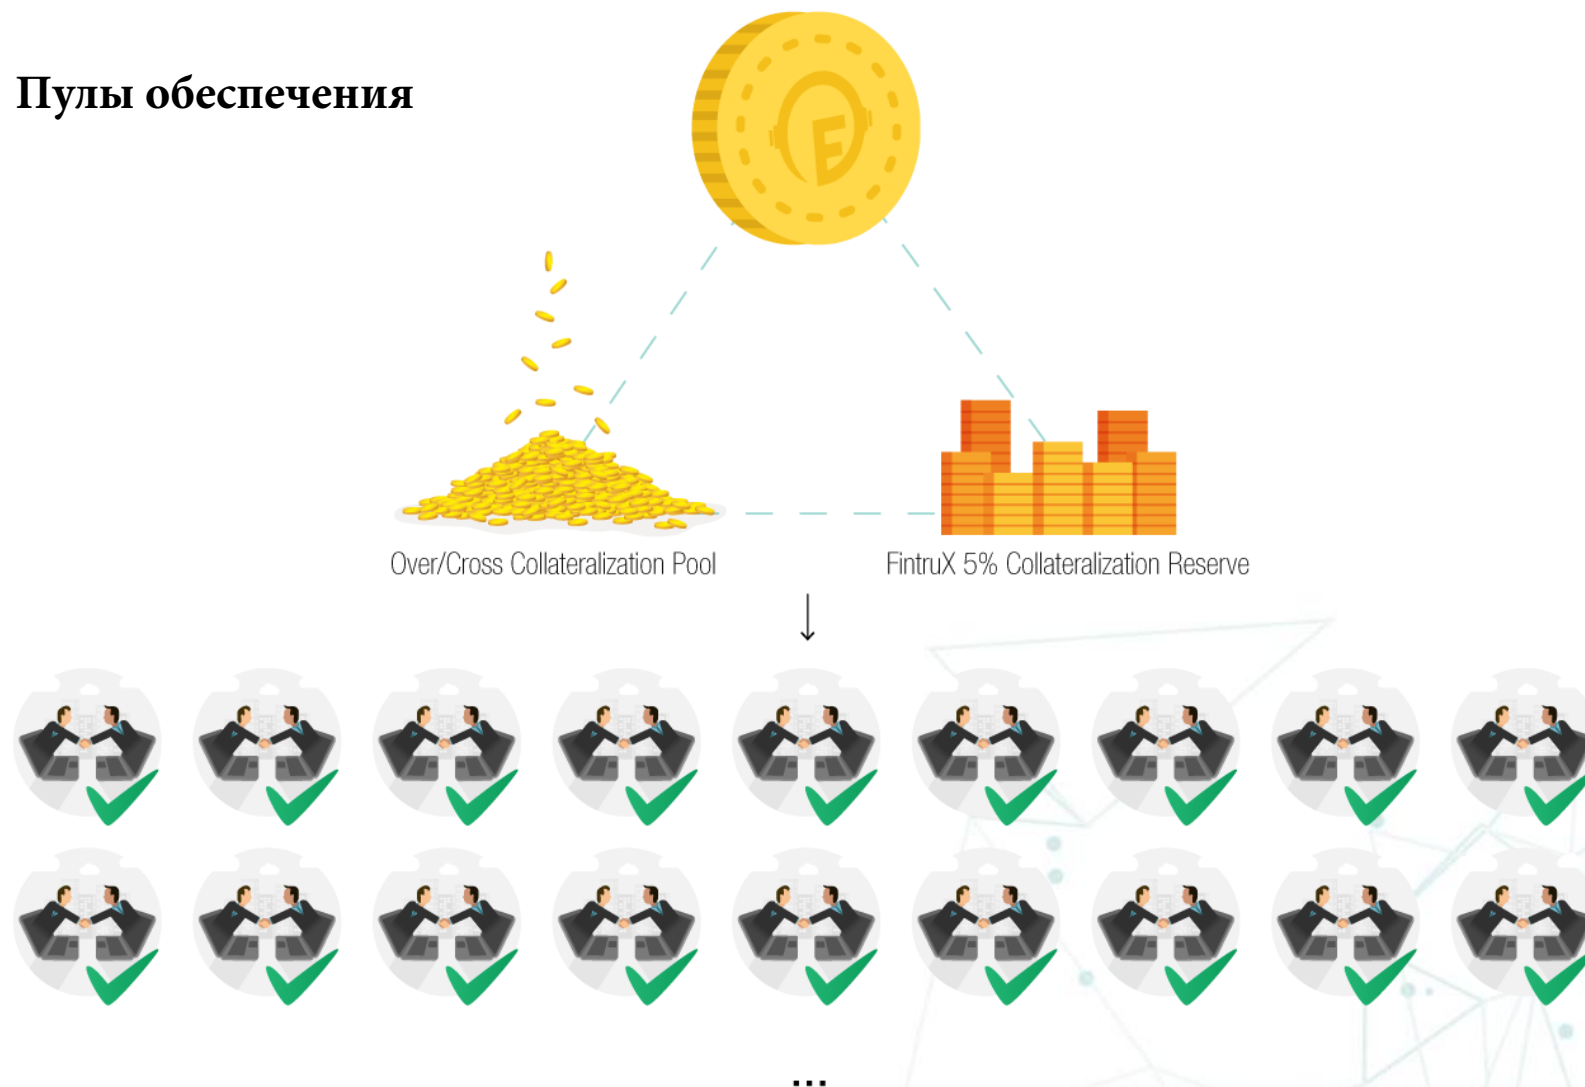 Пулы обеспечения
Over/Cross Collateralization Pool
FintruX 5% Collateralization Reserve
...